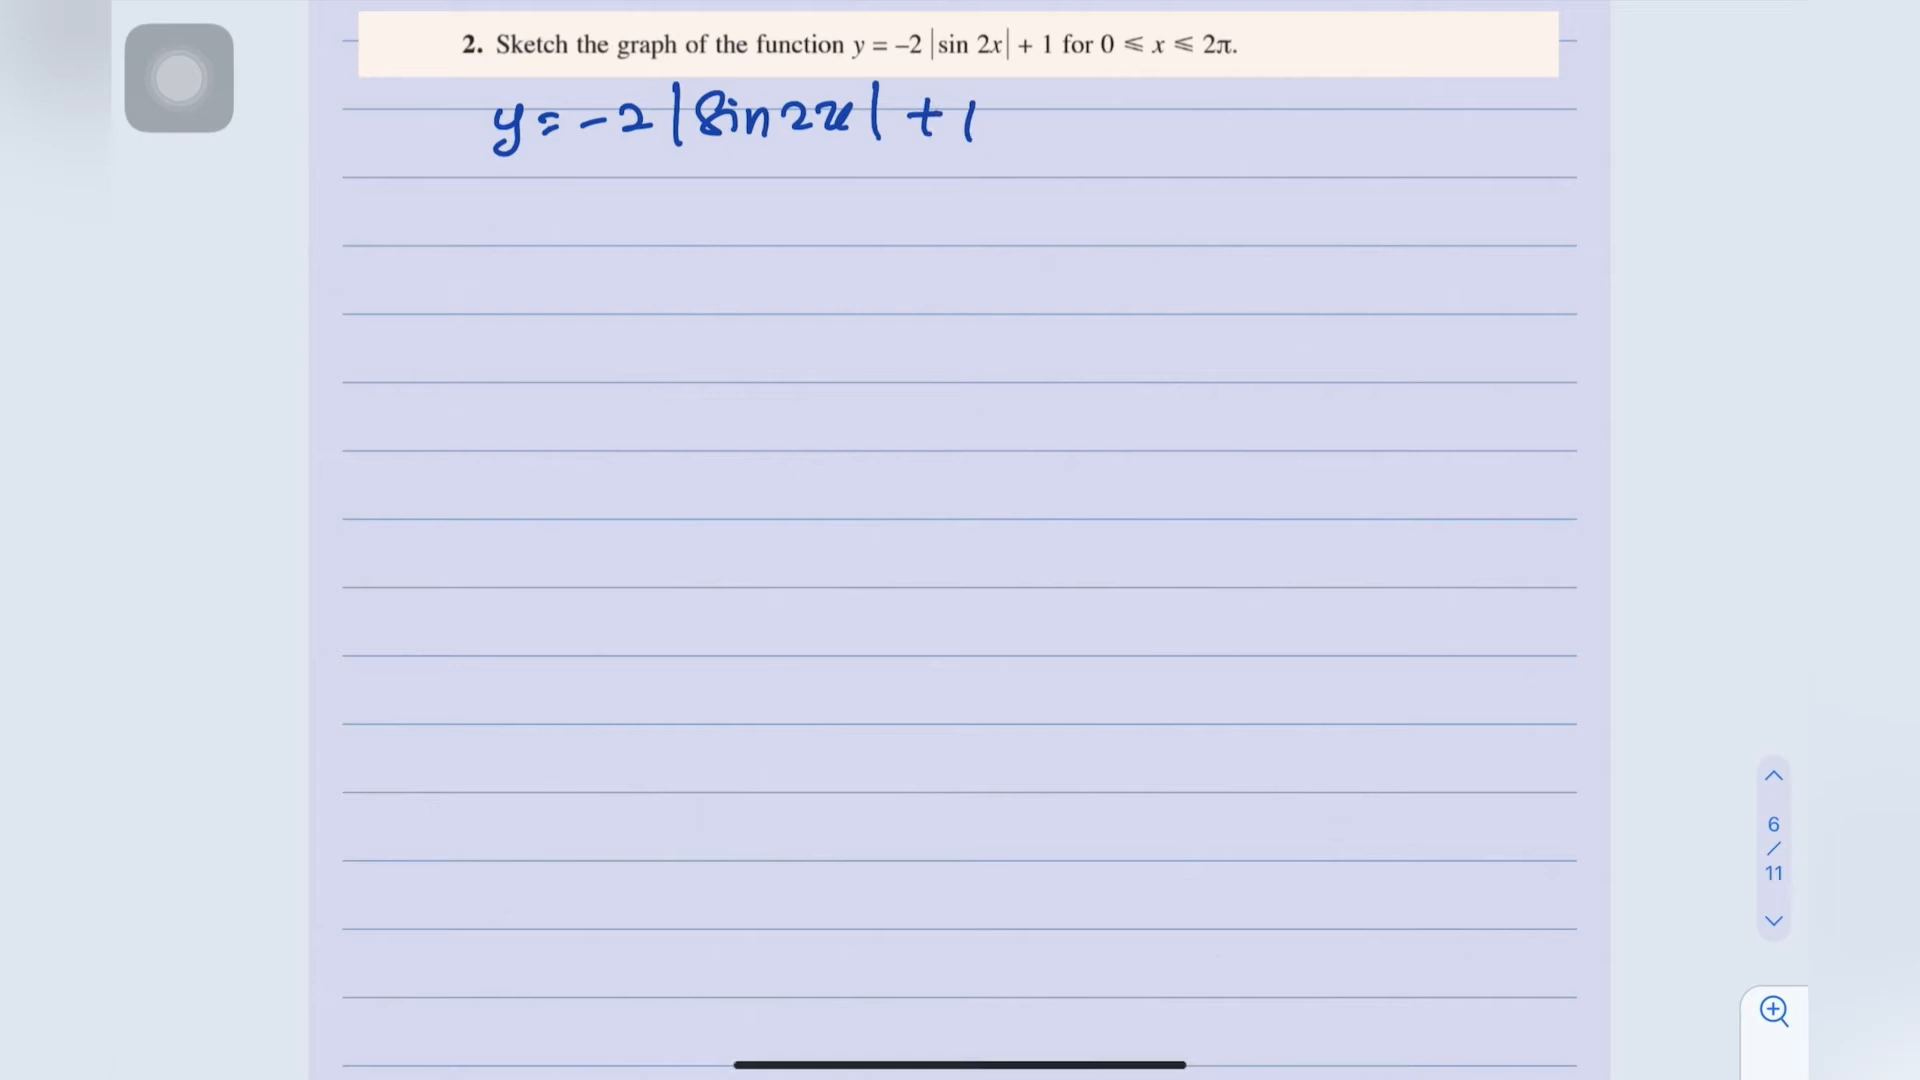 2. Sketch the graph of the function y = –2 |sin 2x| + 1 for 0 ⩽ x ⩽ 2π.
y = -2 |Sin 2x| + 1
6
/
11